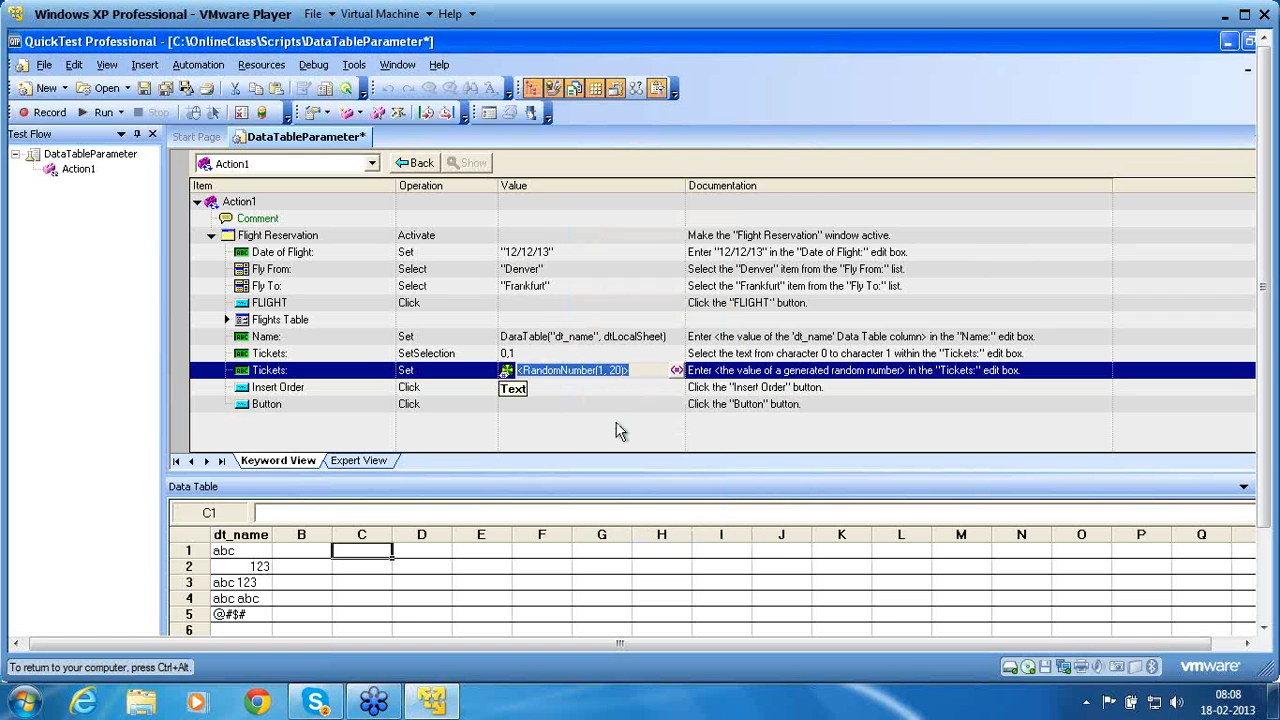 Windows XP Professional - VMware Player File Virtual Machine Help
QuickTest Professional - [C:\OnlineClass\Scripts\DataTableParameter*]
File Edit View Insert Automation Resources Debug Tools Window Help
New Open
Record Run Stop
Test Flow Start Page DataTableParameter*
DataTableParameter Action1 Back Show
Action1
Item Operation Value Documentation
Action1
Comment
Flight Reservation Activate Make the "Flight Reservation" window active.
Date of Flight: Set "12/12/13" Enter "12/12/13" in the "Date of Flight:" edit box.
Fly From: Select "Denver" Select the "Denver" item from the "Fly From:" list.
Fly To: Select "Frankfurt" Select the "Frankfurt" item from the "Fly To:" list.
FLIGHT Click Click the "FLIGHT" button.
Flights Table
Name: Set DaraTable("dt_name", dtLocalSheet) Enter <the value of the 'dt_name' Data Table column> in the "Name:" edit box.
Tickets: SetSelection 0,1 Select the text from character 0 to character 1 within the "Tickets:" edit box.
Tickets: Set <RandomNumber(1, 20)> Enter <the value of a generated random number> in the "Tickets:" edit box.
Insert Order Click Text Click the "Insert Order" button.
Button Click Click the "Button" button.
Keyword View Expert View
Data Table
C1
dt_name B C D E F G H I J K L M N O P Q
1 abc
2 123
3 abc 123
4 abc abc
5 @#$#
6
To return to your computer, press Ctrl+Alt. vmware
2 08:08
18-02-2013